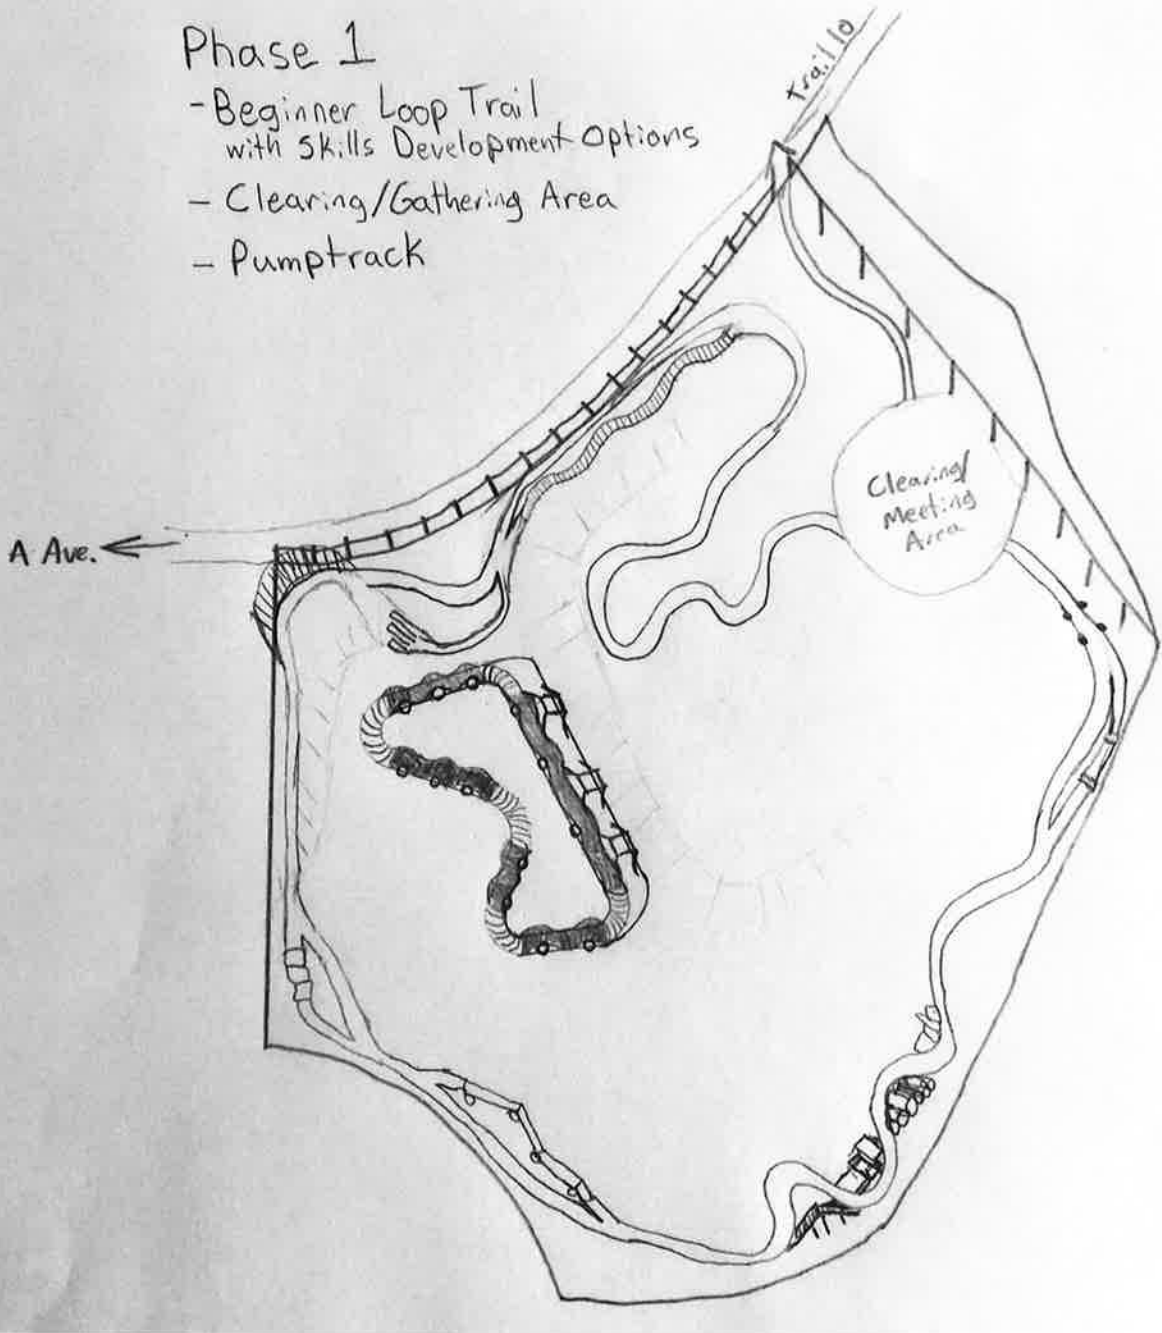 Phase 1
- Beginner Loop Trail
with Skills Development Options
- Clearing/Gathering Area
- Pumptrack
Trail 10
A Ave.
Clearing/
Meeting
Area